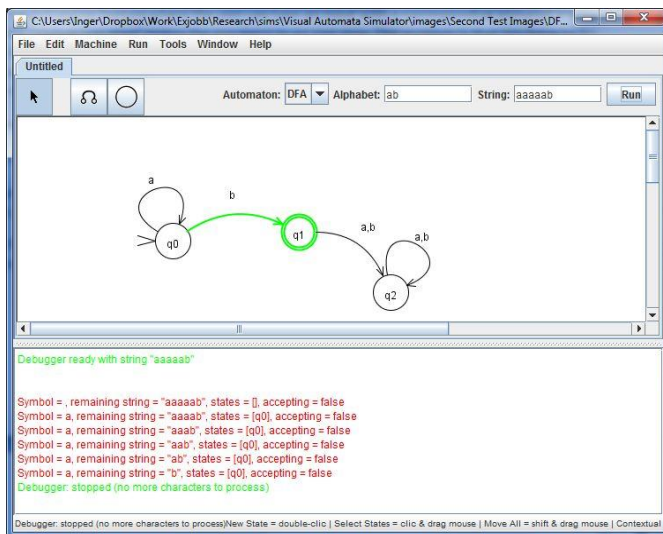 C:\Users\Inger\Dropbox\Work\Exjobb\Research\sims\Visual Automata Simulator\images\Second Test Images\DF...
File Edit Machine Run Tools Window Help
Untitled
Automaton: DFA Alphabet: ab String: aaaaab Run
a
b
q0
q1
a,b
a,b
q2
Debugger ready with string "aaaaab"
Symbol = , remaining string = "aaaaab", states = [], accepting = false
Symbol = a, remaining string = "aaaab", states = [q0], accepting = false
Symbol = a, remaining string = "aaab", states = [q0], accepting = false
Symbol = a, remaining string = "aab", states = [q0], accepting = false
Symbol = a, remaining string = "ab", states = [q0], accepting = false
Symbol = a, remaining string = "b", states = [q0], accepting = false
Debugger: stopped (no more characters to process)
Debugger: stopped (no more characters to process)New State = double-clic | Select States = clic & drag mouse | Move All = shift & drag mouse | Contextual